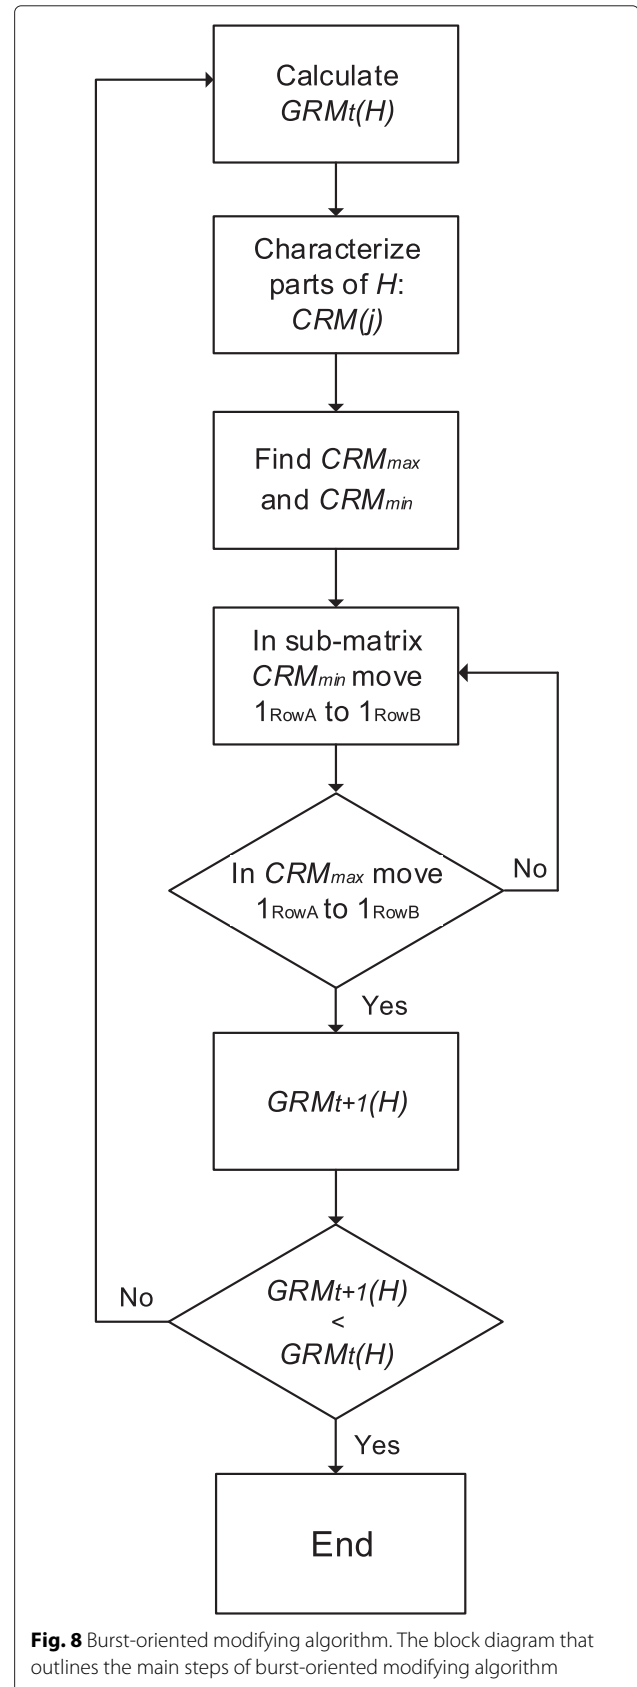 Calculate
GRMt(H)
Characterize
parts of H:
CRM(j)
Find CRMmax
and CRMmin
In sub-matrix
CRMmin move
1RowA to 1RowB
In CRMmax move
1RowA to 1RowB
No
Yes
GRMt+1(H)
GRMt+1(H)
<
GRMt(H)
No
Yes
End
Fig. 8 Burst-oriented modifying algorithm. The block diagram that
outlines the main steps of burst-oriented modifying algorithm